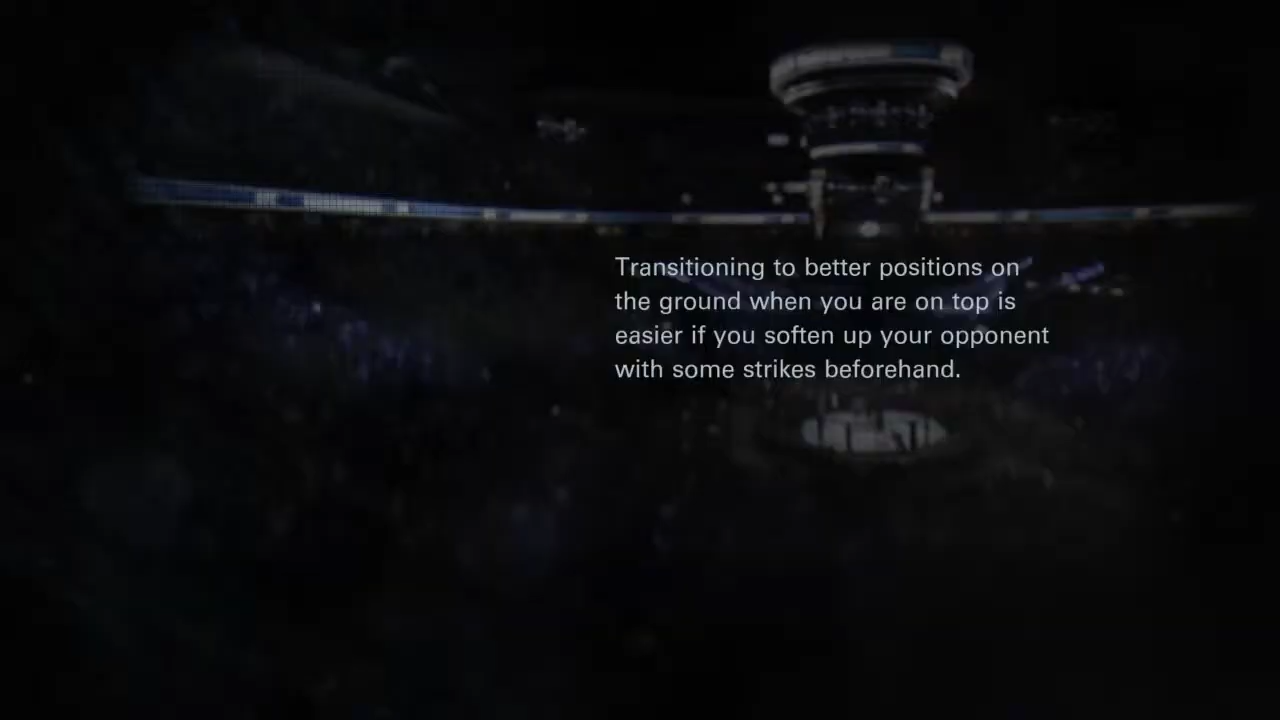 Transitioning to better positions on
the ground when you are on top is
easier if you soften up your opponent
with some strikes beforehand.